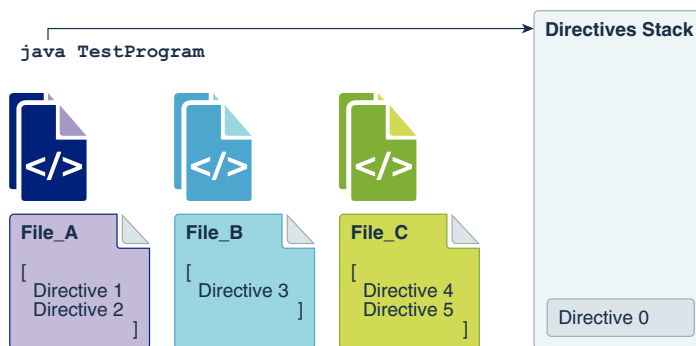 Directives Stack
java TestProgram
</>
</>
</>
File_A
[
Directive 1
Directive 2
]
File_B
[
Directive 3
]
File_C
[
Directive 4
Directive 5
]
Directive 0